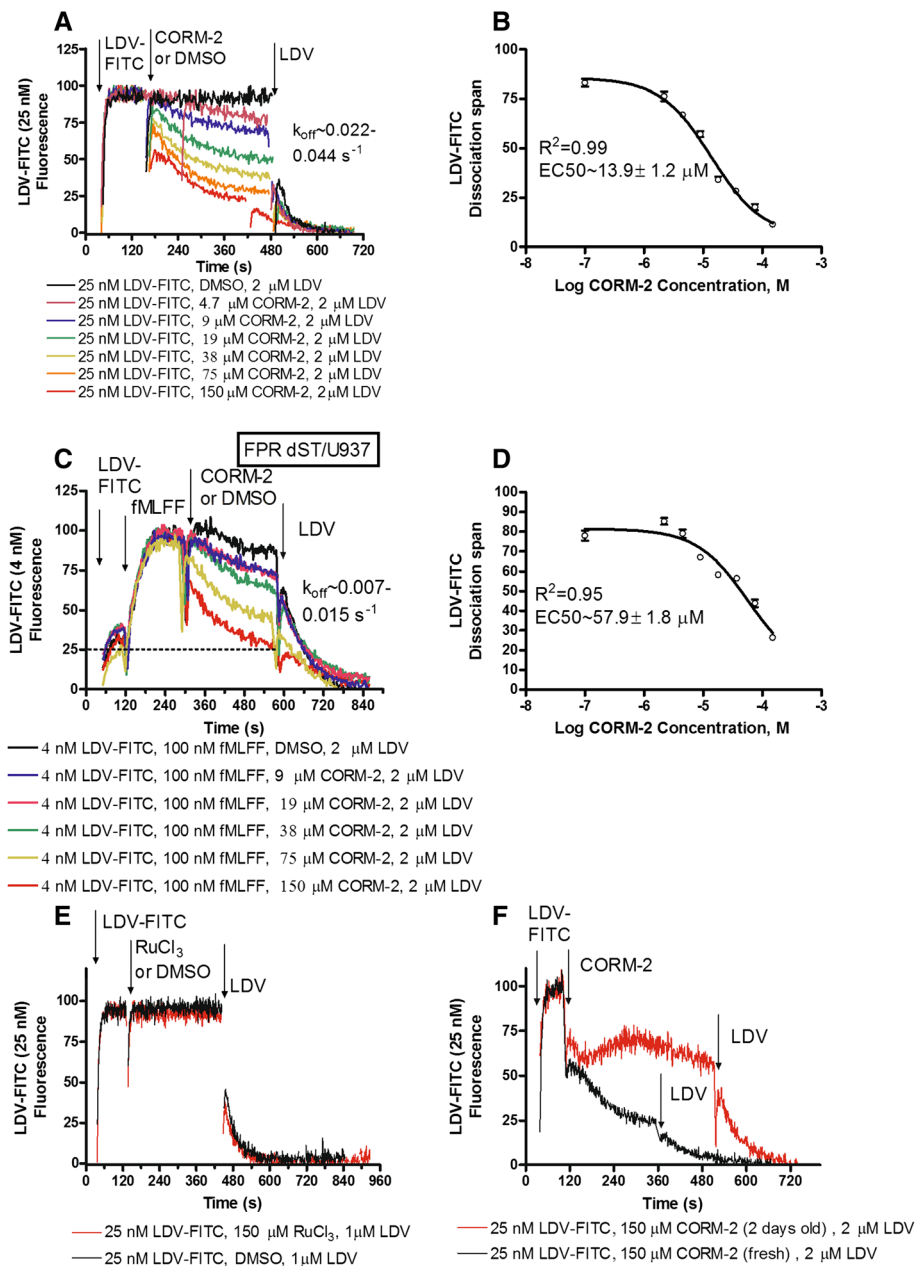 A
LDV-
FITC
CORM-2
or DMSO
LDV
LDV-FITC (25 nM)
Fluorescence
125
100
75
50
25
0
k_off~0.022-
0.044 s⁻¹
0 120 240 360 480 600 720
Time (s)
25 nM LDV-FITC, DMSO, 2 μM LDV
25 nM LDV-FITC, 4.7 μM CORM-2, 2 μM LDV
25 nM LDV-FITC, 9 μM CORM-2, 2 μM LDV
25 nM LDV-FITC, 19 μM CORM-2, 2 μM LDV
25 nM LDV-FITC, 38 μM CORM-2, 2 μM LDV
25 nM LDV-FITC, 75 μM CORM-2, 2 μM LDV
25 nM LDV-FITC, 150 μM CORM-2, 2 μM LDV
B
LDV-FITC
Dissociation span
100
75
50
25
0
R²=0.99
EC50~13.9± 1.2 μM
-7 -6 -5 -4 -3
Log CORM-2 Concentration, M
C
FPR dST/U937
LDV-
FITC
fMLFF
CORM-2
or DMSO
LDV
LDV-FITC (4 nM)
Fluorescence
125
100
75
50
25
0
k_off~0.007-
0.015 s⁻¹
0 120 240 360 480 600 720 840
Time (s)
4 nM LDV-FITC, 100 nM fMLFF, DMSO, 2 μM LDV
4 nM LDV-FITC, 100 nM fMLFF, 9 μM CORM-2, 2 μM LDV
4 nM LDV-FITC, 100 nM fMLFF, 19 μM CORM-2, 2 μM LDV
4 nM LDV-FITC, 100 nM fMLFF, 38 μM CORM-2, 2 μM LDV
4 nM LDV-FITC, 100 nM fMLFF, 75 μM CORM-2, 2 μM LDV
4 nM LDV-FITC, 100 nM fMLFF, 150 μM CORM-2, 2 μM LDV
D
LDV-FITC
Dissociation span
100
90
80
70
60
50
40
30
20
10
0
R²=0.95
EC50~57.9± 1.8 μM
-7 -6 -5 -4 -3
Log CORM-2 Concentration, M
E
LDV-FITC
RuCl₃
or DMSO
LDV
LDV-FITC (25 nM)
Fluorescence
125
100
75
50
25
0
0 120 240 360 480 600 720 840 960
Time (s)
25 nM LDV-FITC, 150 μM RuCl₃, 1μM LDV
25 nM LDV-FITC, DMSO, 1μM LDV
F
LDV-
FITC
CORM-2
LDV
LDV
LDV-FITC (25 nM)
Fluorescence
125
100
75
50
25
0
0 120 240 360 480 600 720
Time (s)
25 nM LDV-FITC, 150 μM CORM-2 (2 days old) , 2 μM LDV
25 nM LDV-FITC, 150 μM CORM-2 (fresh) , 2 μM LDV